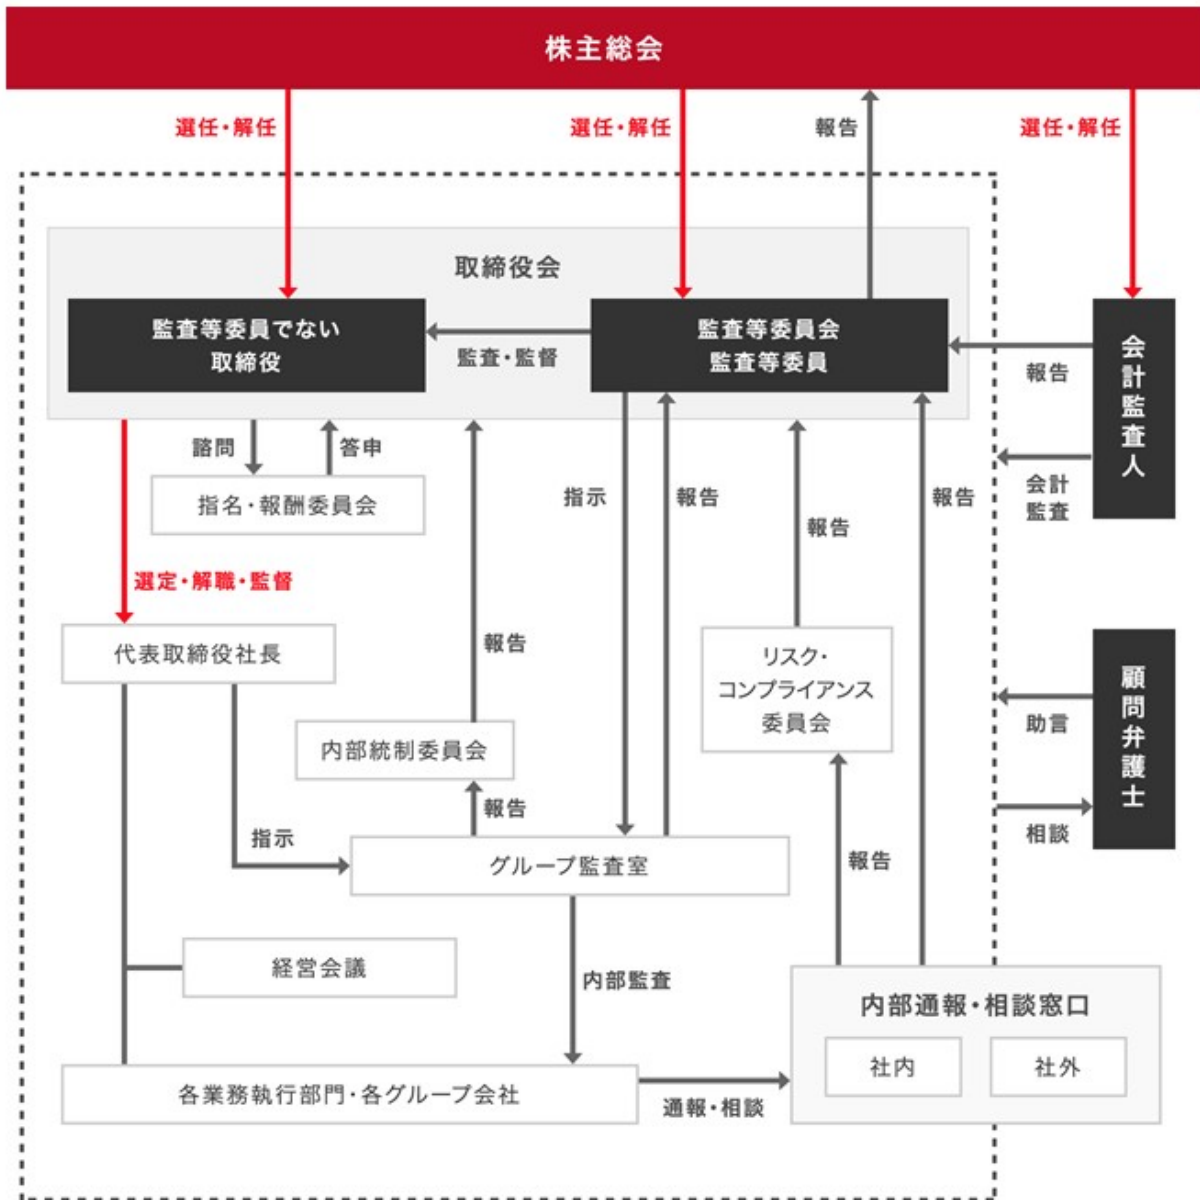 株主総会
選任・解任
選任・解任
報告
選任・解任
取締役会
監査等委員でない
取締役
監査・監督
監査等委員会
監査等委員
報告
会計監査人
会計
監査
諮問
答申
指名・報酬委員会
指示
報告
報告
報告
選定・解職・監督
代表取締役社長
報告
リスク・
コンプライアンス
委員会
助言
顧問弁護士
相談
内部統制委員会
報告
指示
グループ監査室
報告
経営会議
内部監査
内部通報・相談窓口
社内
社外
各業務執行部門・各グループ会社
通報・相談